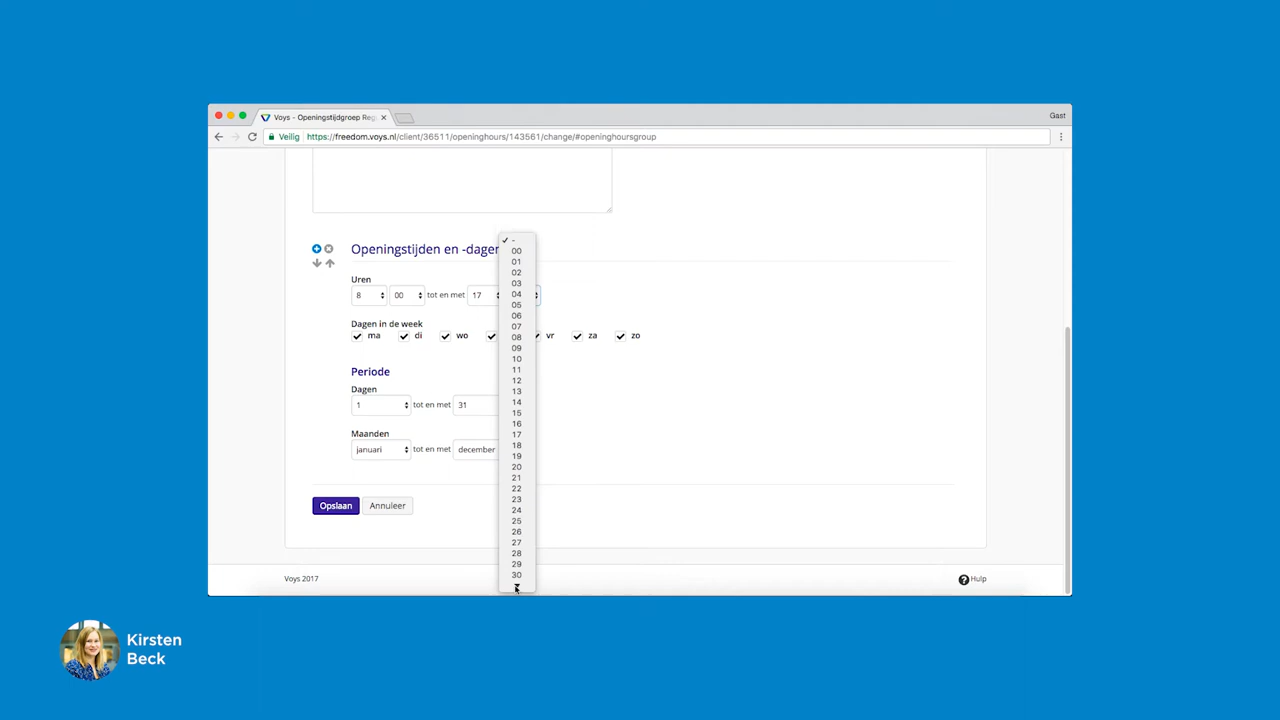 Voys - Openingstijdgroep Reg
Gast
Veilig https://freedom.voys.nl/client/36511/openinghours/143561/change/#openinghoursgroup
Openingstijden en -dagen
Uren
8 00 tot en met 17
Dagen in de week
ma di wo vr za zo
Periode
Dagen
1 tot en met 31
Maanden
januari tot en met december
Opslaan Annuleer
-
00
01
02
03
04
05
06
07
08
09
10
11
12
13
14
15
16
17
18
19
20
21
22
23
24
25
26
27
28
29
30
Voys 2017
Hulp
Kirsten
Beck